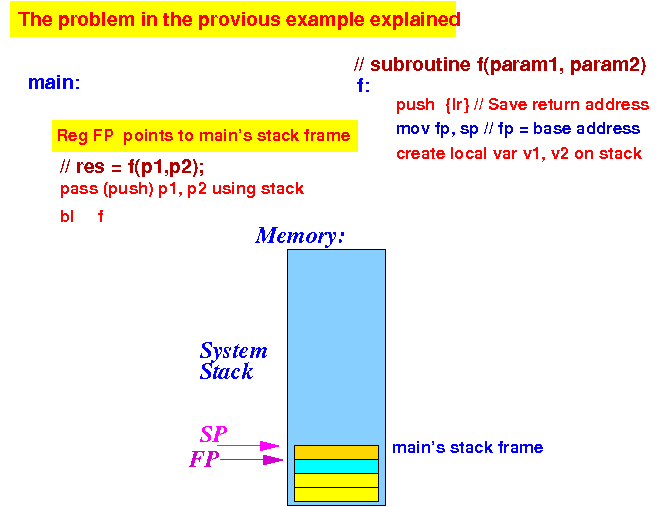 The problem in the provious example explained
main:
Reg FP points to main's stack frame
// res = f(p1,p2);
pass (push) p1, p2 using stack
bl f
// subroutine f(param1, param2)
f:
push {lr} // Save return address
mov fp, sp // fp = base address
create local var v1, v2 on stack
Memory:
System
Stack
SP
FP
main's stack frame